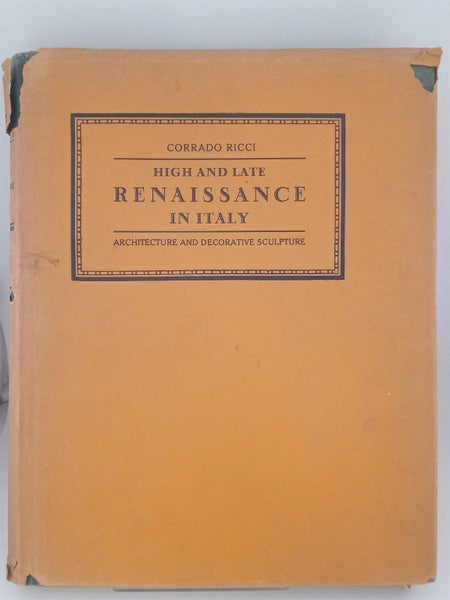 CORRADO RICCI
HIGH AND LATE
RENAISSANCE
IN ITALY
ARCHITECTURE AND DECORATIVE SCULPTURE